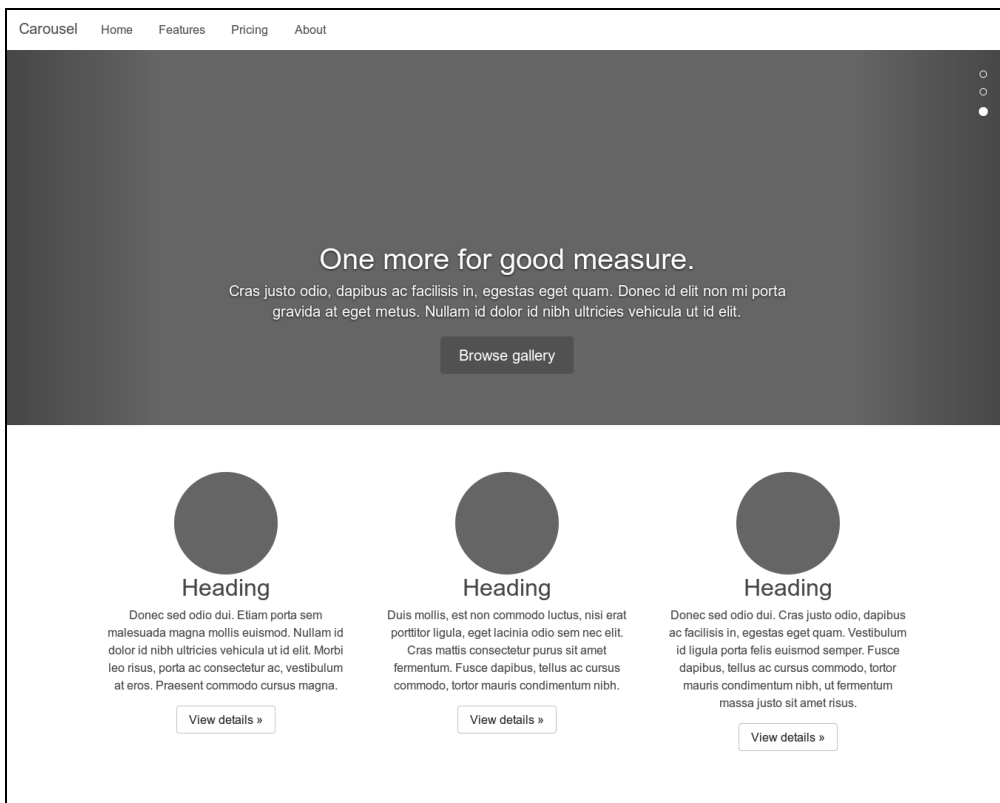 Carousel Home Features Pricing About
One more for good measure.
Cras justo odio, dapibus ac facilisis in, egestas eget quam. Donec id elit non mi porta
gravida at eget metus. Nullam id dolor id nibh ultricies vehicula ut id elit.
Browse gallery
Heading
Donec sed odio dui. Etiam porta sem
malesuada magna mollis euismod. Nullam id
dolor id nibh ultricies vehicula ut id elit. Morbi
leo risus, porta ac consectetur ac, vestibulum
at eros. Praesent commodo cursus magna.
View details »
Heading
Duis mollis, est non commodo luctus, nisi erat
porttitor ligula, eget lacinia odio sem nec elit.
Cras mattis consectetur purus sit amet
fermentum. Fusce dapibus, tellus ac cursus
commodo, tortor mauris condimentum nibh.
View details »
Heading
Donec sed odio dui. Cras justo odio, dapibus
ac facilisis in, egestas eget quam. Vestibulum
id ligula porta felis euismod semper. Fusce
dapibus, tellus ac cursus commodo, tortor
mauris condimentum nibh, ut fermentum
massa justo sit amet risus.
View details »